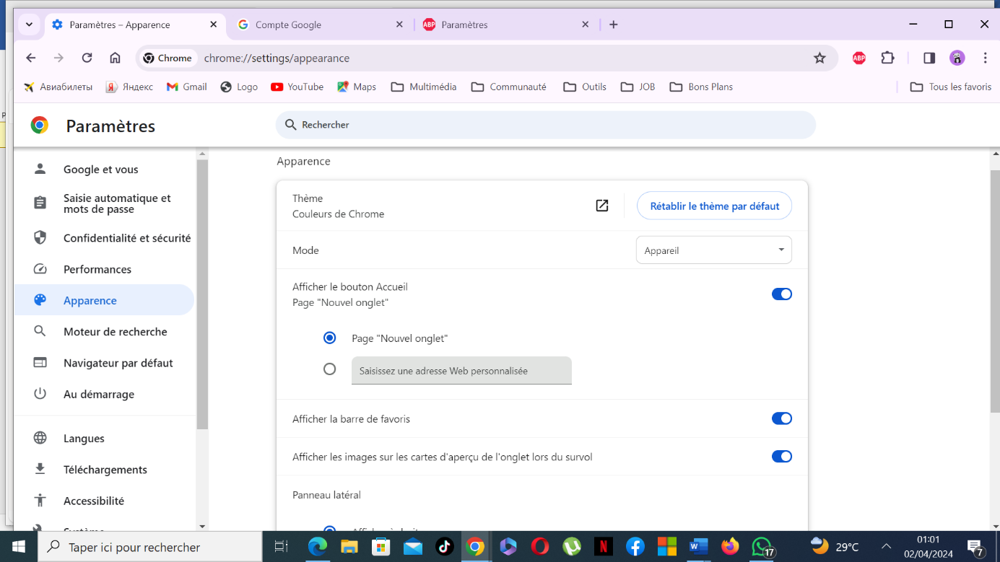 Paramètres – Apparence
Compte Google
ABP Paramètres
Chrome chrome://settings/appearance
ABP
Авиабилеты Яндекс Gmail Logo YouTube Maps Multimédia Communauté Outils JOB Bons Plans Tous les favoris
Paramètres
Rechercher
Google et vous
Saisie automatique et
mots de passe
Confidentialité et sécurité
Performances
Apparence
Moteur de recherche
Navigateur par défaut
Au démarrage
Langues
Téléchargements
Accessibilité
Système
Apparence
Thème
Couleurs de Chrome
Rétablir le thème par défaut
Mode
Appareil
Afficher le bouton Accueil
Page "Nouvel onglet"
Page "Nouvel onglet"
Saisissez une adresse Web personnalisée
Afficher la barre de favoris
Afficher les images sur les cartes d'aperçu de l'onglet lors du survol
Panneau latéral
Taper ici pour rechercher
17
29°C
01:01
02/04/2024
7